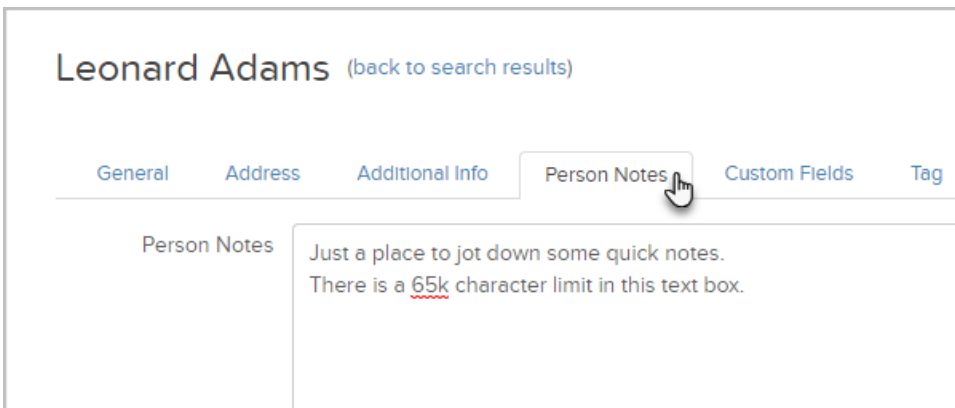 Leonard Adams (back to search results)
General Address Additional Info Person Notes Custom Fields Tag
Person Notes
Just a place to jot down some quick notes.
There is a 65k character limit in this text box.